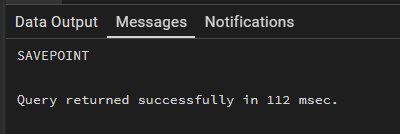 Data Output Messages Notifications
SAVEPOINT
Query returned successfully in 112 msec.